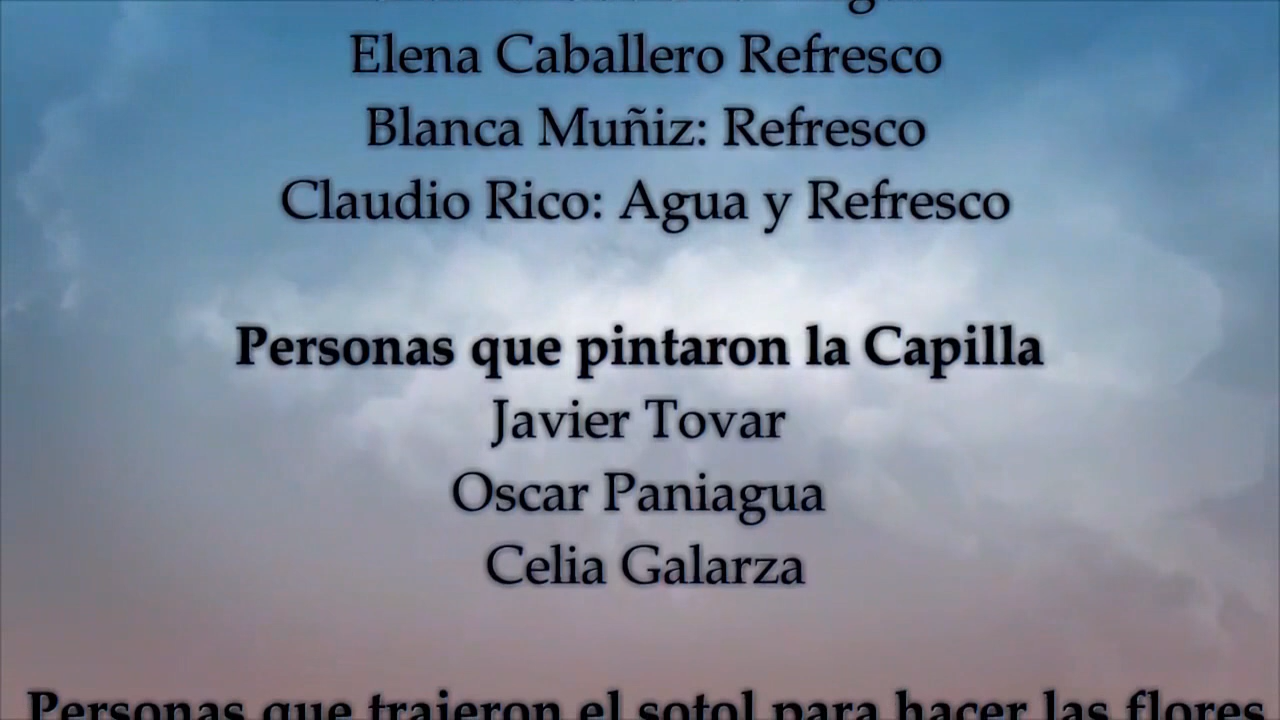 Elena Caballero Refresco
Blanca Muñiz: Refresco
Claudio Rico: Agua y Refresco
Personas que pintaron la Capilla
Javier Tovar
Oscar Paniagua
Celia Galarza
Personas que trajeron el sotol para hacer las flores